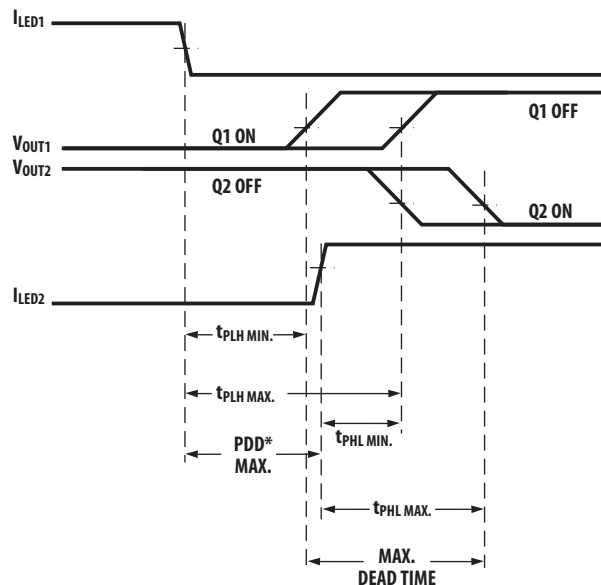 ILED1
VOUT1
Q1 ON
Q1 OFF
VOUT2
Q2 OFF
Q2 ON
ILED2
tPLH MIN.
tPLH MAX.
tPHL MIN.
PDD*
MAX.
tPHL MAX.
MAX.
DEAD TIME